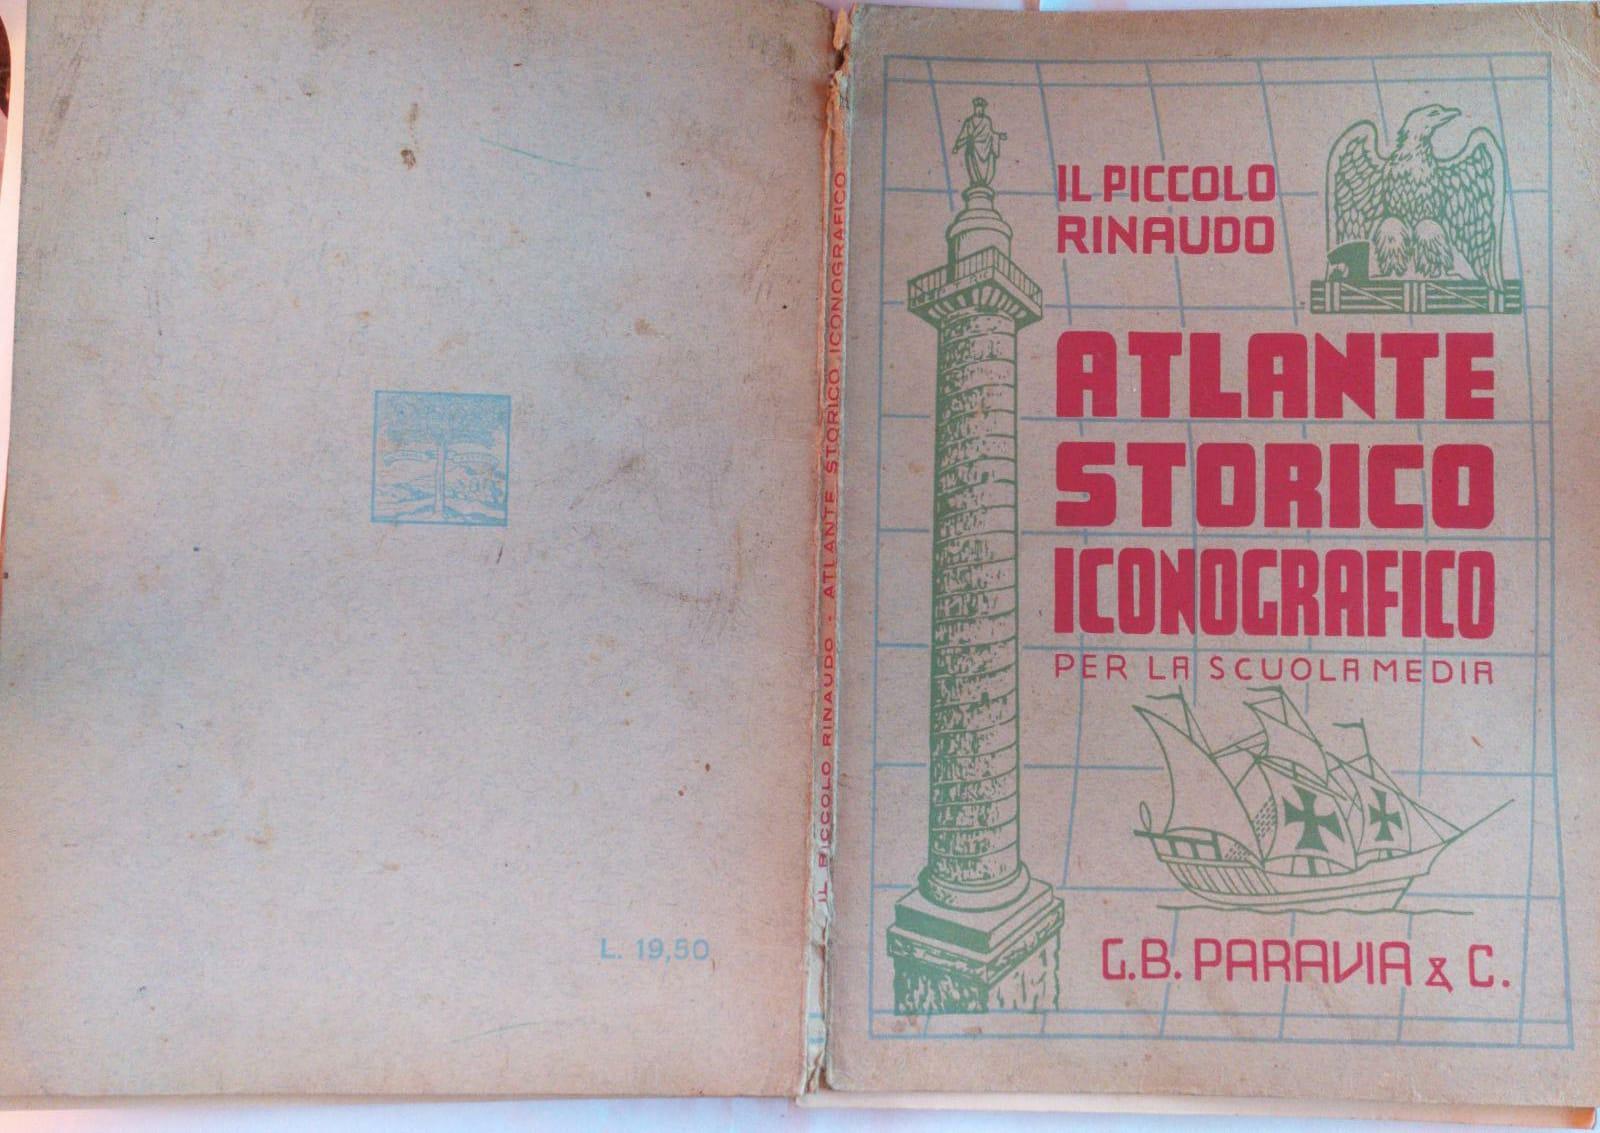 L. 19,50
IL PICCOLO RINAUDO - ATLANTE STORICO ICONOGRAFICO
IL PICCOLO
RINAUDO
ATLANTE
STORICO
ICONOGRAFICO
PER LA SCUOLA MEDIA
G.B. PARAVIA & C.